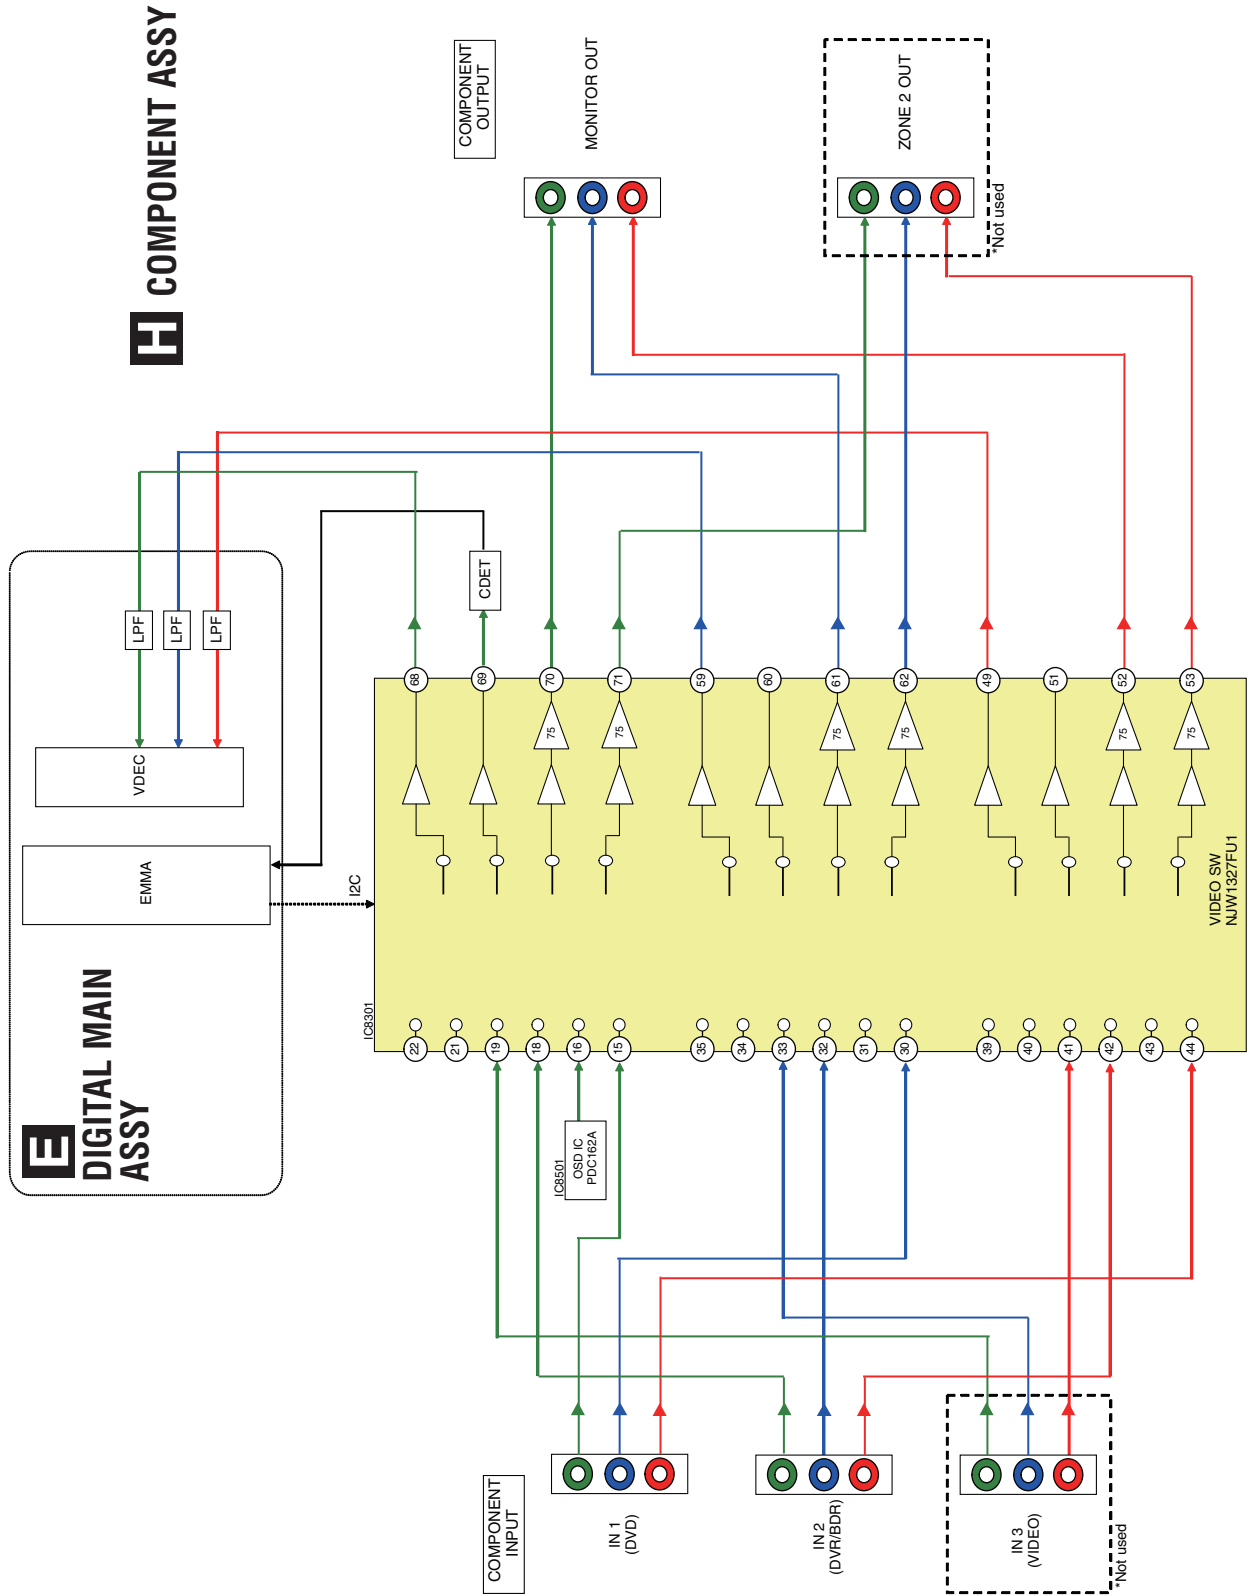 H COMPONENT ASSY
E DIGITAL MAIN
ASSY
EMMA
VDEC
LPF
LPF
LPF
I2C
CDET
COMPONENT
INPUT
IN 1
(DVD)
IN 2
(DVR/BDR)
IN 3
(VIDEO)
*Not used
IC8501
OSD IC
PDC162A
IC8301
22
21
19
18
16
15
35
34
33
32
31
30
39
40
41
42
43
44
VIDEO SW
NJW1327FU1
75
75
75
75
75
75
68
69
70
71
59
60
61
62
49
51
52
53
COMPONENT
OUTPUT
MONITOR OUT
ZONE 2 OUT
*Not used